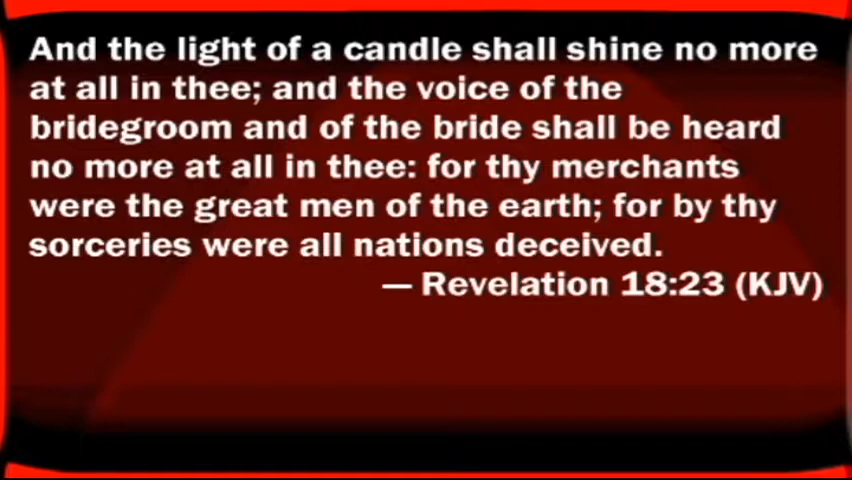 And the light of a candle shall shine no more
at all in thee; and the voice of the
bridegroom and of the bride shall be heard
no more at all in thee: for thy merchants
were the great men of the earth; for by thy
sorceries were all nations deceived.
— Revelation 18:23 (KJV)